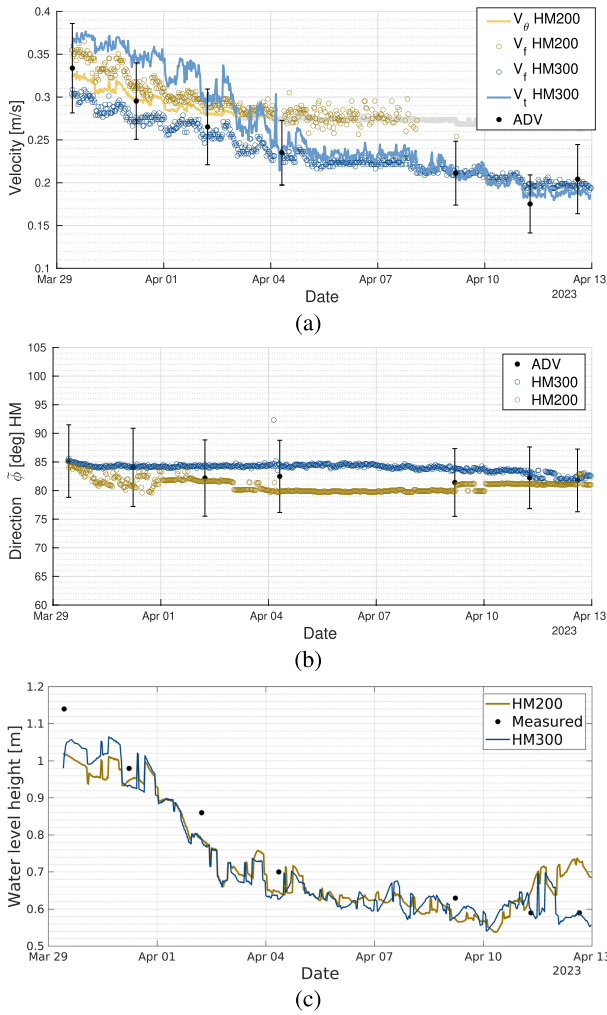 0.4
0.35
0.3
0.25
0.2
0.15
0.1
Velocity [m/s]
V_θ HM200
V_f HM200
V_f HM300
V_t HM300
ADV
Mar 29
Apr 01
Apr 04
Apr 07
Apr 10
Apr 13
Date
2023
(a)
105
100
95
90
85
80
75
70
65
60
Direction φ̃ [deg] HM
ADV
HM300
HM200
Mar 29
Apr 01
Apr 04
Apr 07
Apr 10
Apr 13
Date
2023
(b)
1.2
1.1
1
0.9
0.8
0.7
0.6
0.5
Water level height [m]
HM200
Measured
HM300
Mar 29
Apr 01
Apr 04
Apr 07
Apr 10
Apr 13
Date
2023
(c)